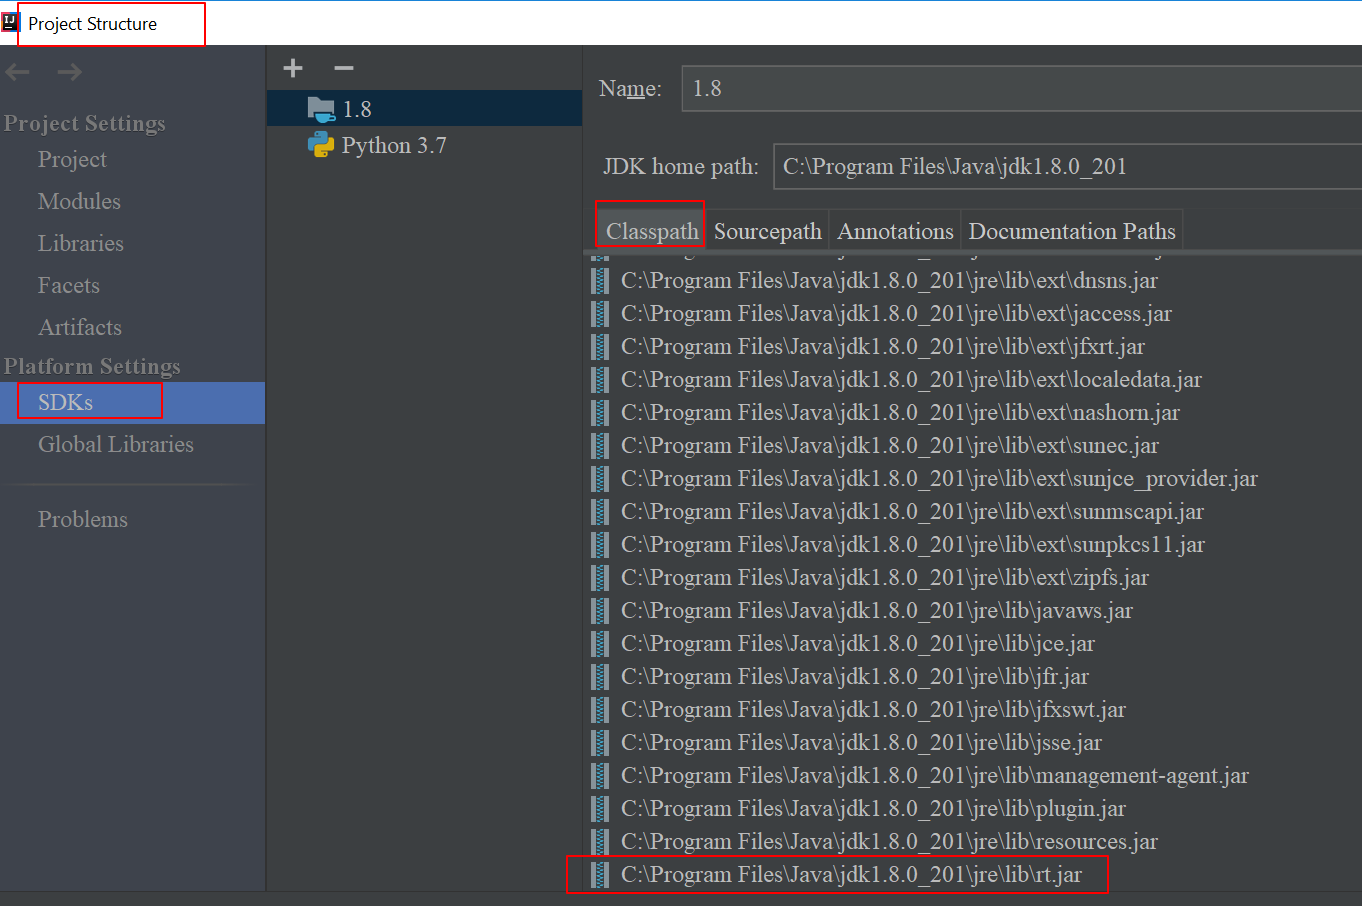 IJ
Project Structure
Project Settings
Project
Modules
Libraries
Facets
Artifacts
Platform Settings
SDKs
Global Libraries
Problems
1.8
Python 3.7
Name: 1.8
JDK home path: C:\Program Files\Java\jdk1.8.0_201
Classpath Sourcepath Annotations Documentation Paths
C:\Program Files\Java\jdk1.8.0_201\jre\lib\ext\dnsns.jar
C:\Program Files\Java\jdk1.8.0_201\jre\lib\ext\jaccess.jar
C:\Program Files\Java\jdk1.8.0_201\jre\lib\ext\jfxrt.jar
C:\Program Files\Java\jdk1.8.0_201\jre\lib\ext\localedata.jar
C:\Program Files\Java\jdk1.8.0_201\jre\lib\ext\nashorn.jar
C:\Program Files\Java\jdk1.8.0_201\jre\lib\ext\sunec.jar
C:\Program Files\Java\jdk1.8.0_201\jre\lib\ext\sunjce_provider.jar
C:\Program Files\Java\jdk1.8.0_201\jre\lib\ext\sunmscapi.jar
C:\Program Files\Java\jdk1.8.0_201\jre\lib\ext\sunpkcs11.jar
C:\Program Files\Java\jdk1.8.0_201\jre\lib\ext\zipfs.jar
C:\Program Files\Java\jdk1.8.0_201\jre\lib\javaws.jar
C:\Program Files\Java\jdk1.8.0_201\jre\lib\jce.jar
C:\Program Files\Java\jdk1.8.0_201\jre\lib\jfr.jar
C:\Program Files\Java\jdk1.8.0_201\jre\lib\jfxswt.jar
C:\Program Files\Java\jdk1.8.0_201\jre\lib\jsse.jar
C:\Program Files\Java\jdk1.8.0_201\jre\lib\management-agent.jar
C:\Program Files\Java\jdk1.8.0_201\jre\lib\plugin.jar
C:\Program Files\Java\jdk1.8.0_201\jre\lib\resources.jar
C:\Program Files\Java\jdk1.8.0_201\jre\lib\rt.jar